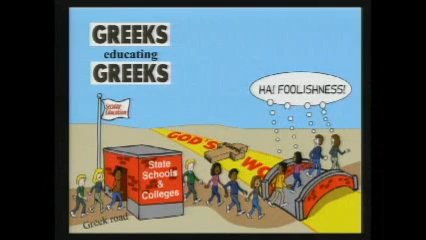 GREEKS
educating
GREEKS
HA! FOOLISHNESS!
Secular
Education
GOD'S WO
State
Schools
&
Colleges
Greek road